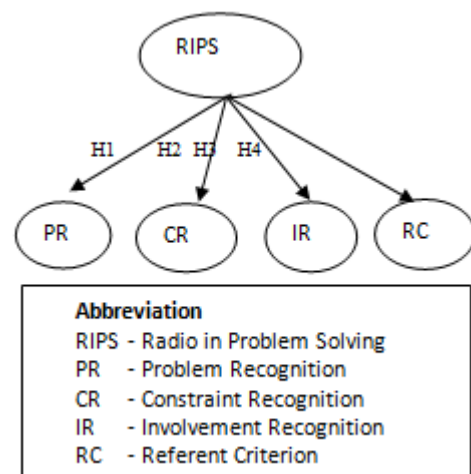 RIPS
H1 H2 H3 H4
PR CR IR RC
Abbreviation
RIPS - Radio in Problem Solving
PR - Problem Recognition
CR - Constraint Recognition
IR - Involvement Recognition
RC - Referent Criterion